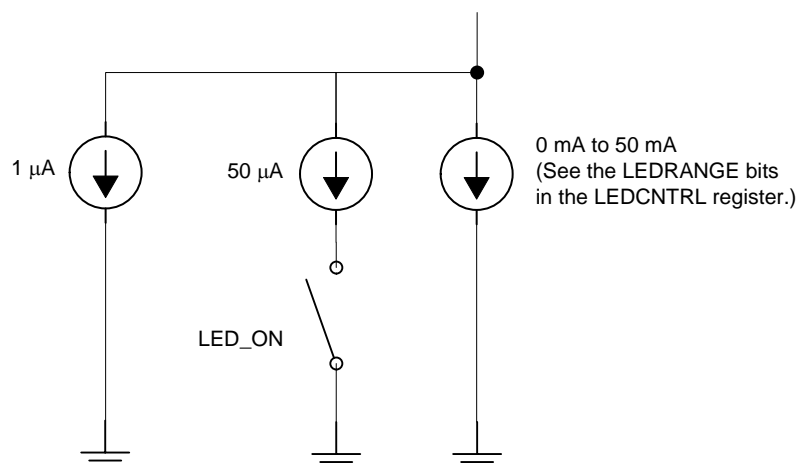 1 μA
50 μA
0 mA to 50 mA
(See the LEDRANGE bits
in the LEDCNTRL register.)
LED_ON